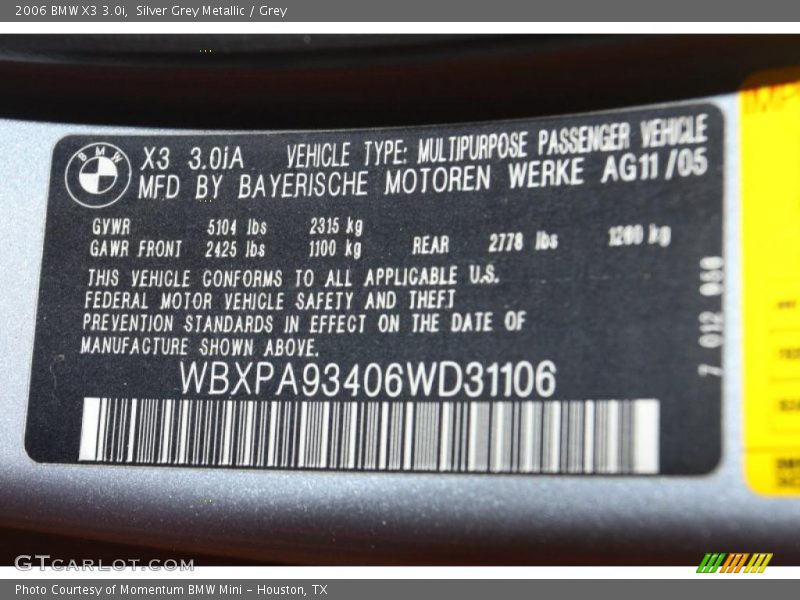 2006 BMW X3 3.0i, Silver Grey Metallic / Grey
BMW
X3 3.0iA VEHICLE TYPE: MULTIPURPOSE PASSENGER VEHICLE
MFD BY BAYERISCHE MOTOREN WERKE AG11/05
GVWR 5104 lbs 2315 kg
GAWR FRONT 2425 lbs 1100 kg REAR 2778 lbs 1260 kg
THIS VEHICLE CONFORMS TO ALL APPLICABLE U.S.
FEDERAL MOTOR VEHICLE SAFETY AND THEFT
PREVENTION STANDARDS IN EFFECT ON THE DATE OF
MANUFACTURE SHOWN ABOVE.
WBXPA93406WD31106
7 012
GTCARLOT.COM
Photo Courtesy of Momentum BMW Mini - Houston, TX